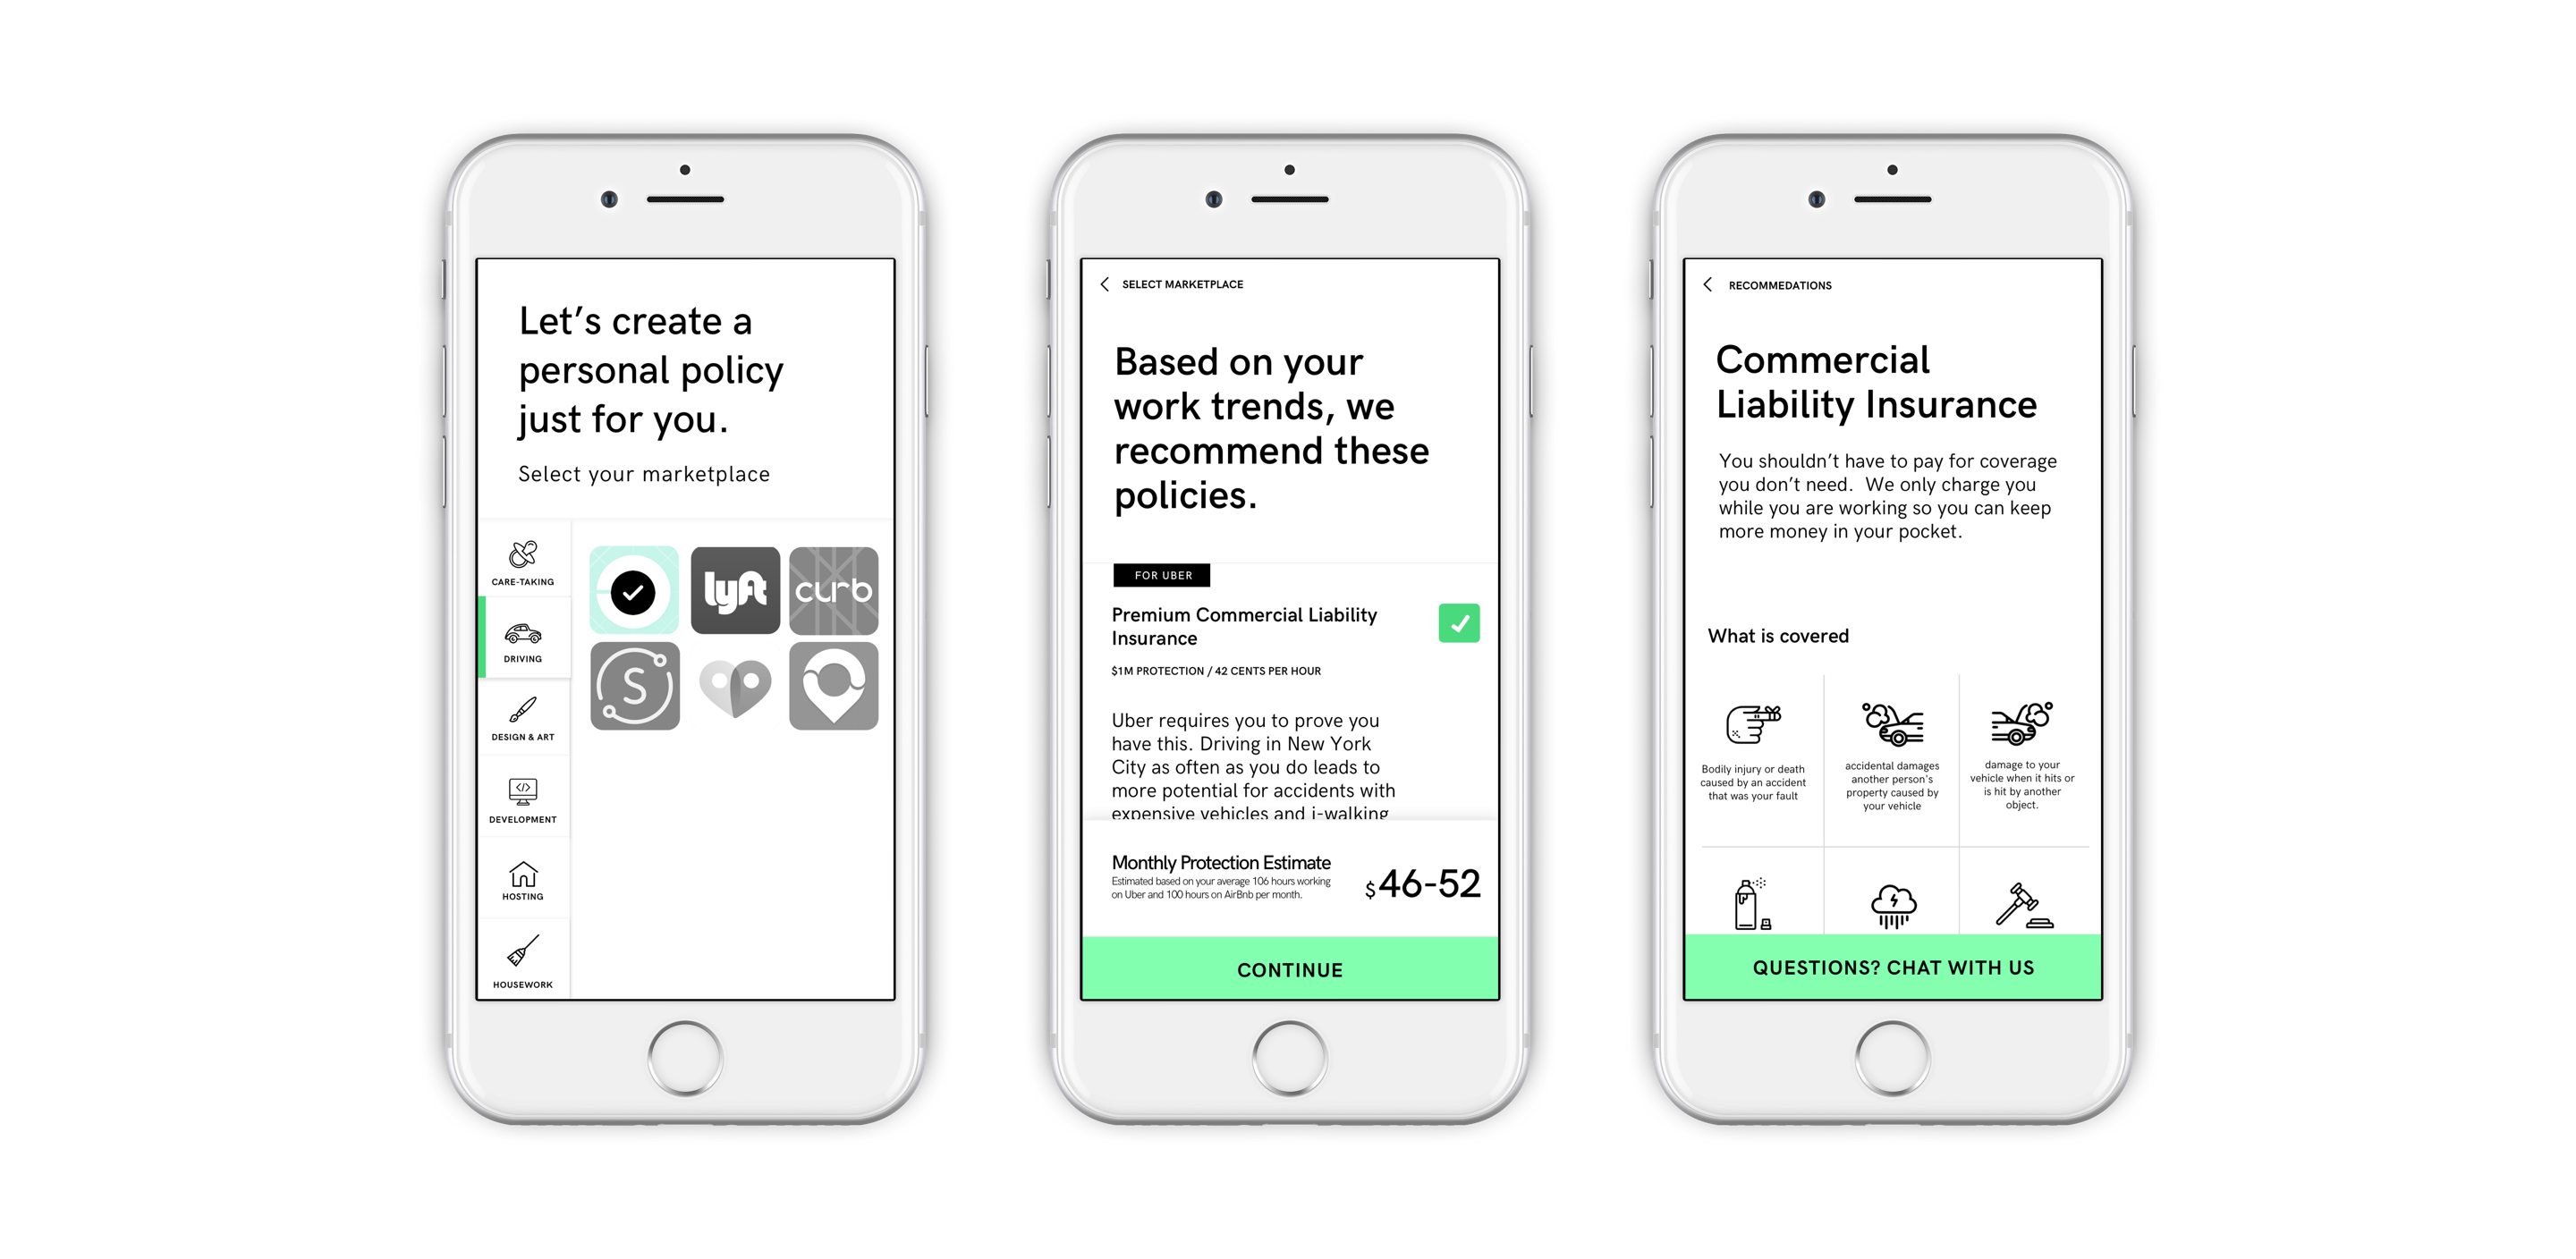 Let’s create a
personal policy
just for you.
Select your marketplace
CARE-TAKING
DRIVING
DESIGN & ART
DEVELOPMENT
HOSTING
HOUSEWORK
lyft
curb
S
</>
SELECT MARKETPLACE
Based on your
work trends, we
recommend these
policies.
FOR UBER
Premium Commercial Liability
Insurance
$1M PROTECTION / 42 CENTS PER HOUR
Uber requires you to prove you
have this. Driving in New York
City as often as you do leads to
more potential for accidents with
expensive vehicles and j-walking
Monthly Protection Estimate
Estimated based on your average 106 hours working
on Uber and 100 hours on AirBnb per month.
$46-52
CONTINUE
RECOMMEDATIONS
Commercial
Liability Insurance
You shouldn’t have to pay for coverage
you don’t need. We only charge you
while you are working so you can keep
more money in your pocket.
What is covered
Bodily injury or death
caused by an accident
that was your fault
accidental damages
another person's
property caused by
your vehicle
damage to your
vehicle when it hits or
is hit by another
object.
QUESTIONS? CHAT WITH US